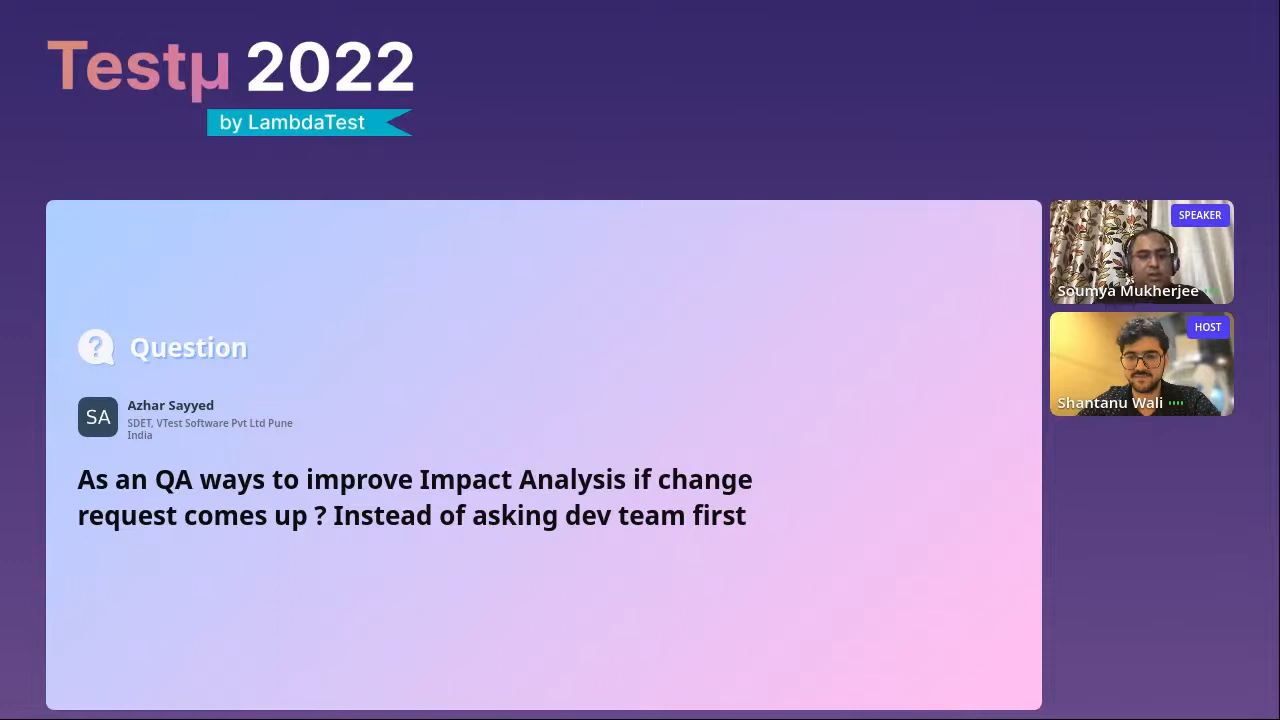 Testμ 2022
by LambdaTest
SPEAKER
Soumya Mukherjee
HOST
Shantanu Wali
? Question
SA
Azhar Sayyed
SDET, VTest Software Pvt Ltd Pune
India
As an QA ways to improve Impact Analysis if change
request comes up ? Instead of asking dev team first